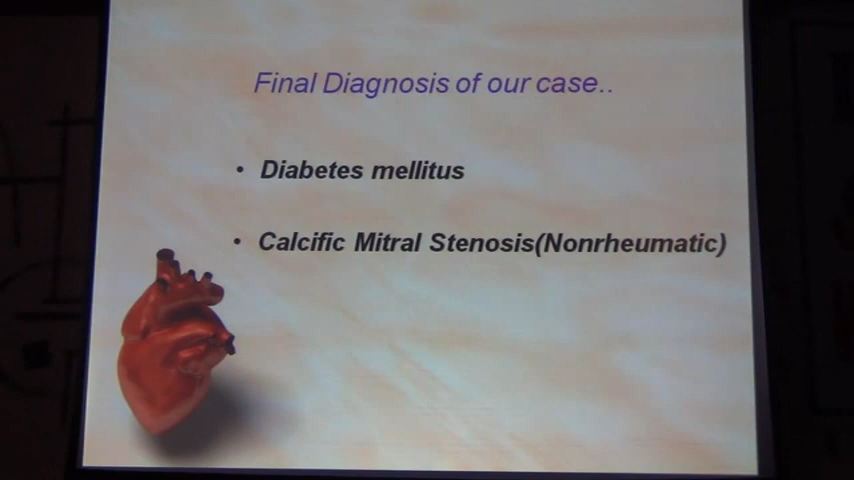 Final Diagnosis of our case..
• Diabetes mellitus
• Calcific Mitral Stenosis(Nonrheumatic)